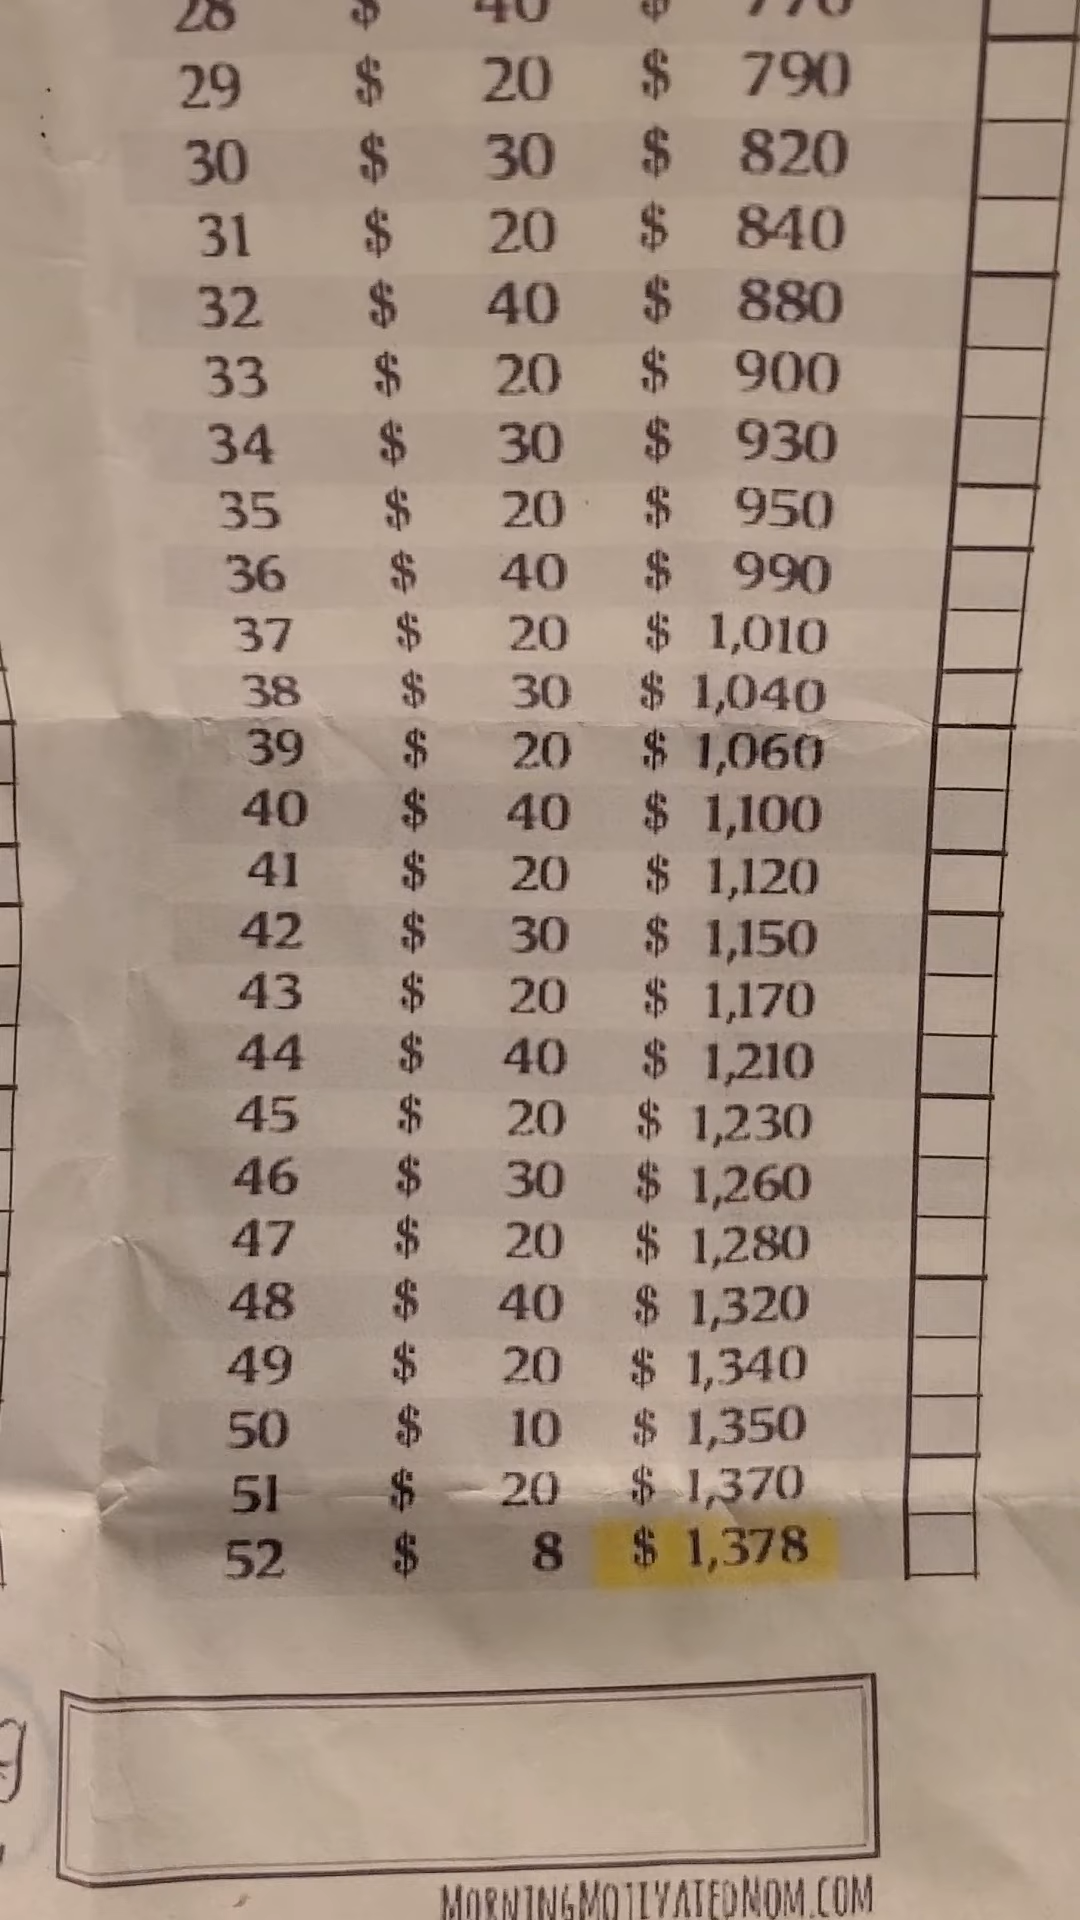 28 $ 40 $ 770
29 $ 20 $ 790
30 $ 30 $ 820
31 $ 20 $ 840
32 $ 40 $ 880
33 $ 20 $ 900
34 $ 30 $ 930
35 $ 20 $ 950
36 $ 40 $ 990
37 $ 20 $ 1,010
38 $ 30 $ 1,040
39 $ 20 $ 1,060
40 $ 40 $ 1,100
41 $ 20 $ 1,120
42 $ 30 $ 1,150
43 $ 20 $ 1,170
44 $ 40 $ 1,210
45 $ 20 $ 1,230
46 $ 30 $ 1,260
47 $ 20 $ 1,280
48 $ 40 $ 1,320
49 $ 20 $ 1,340
50 $ 10 $ 1,350
51 $ 20 $ 1,370
52 $ 8 $ 1,378
MORNINGMOTIVATEDMOM.COM